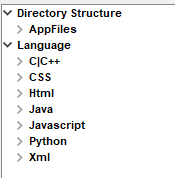 Directory Structure
AppFiles
Language
C|C++
CSS
Html
Java
Javascript
Python
Xml